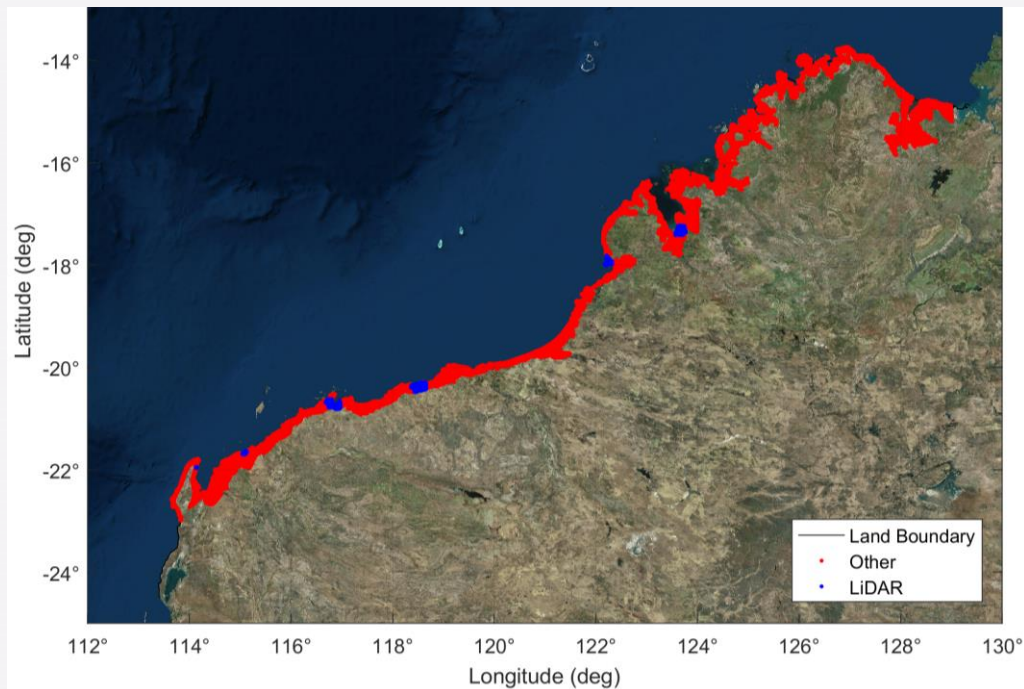 -14°
-16°
-18°
-20°
-22°
-24°
Latitude (deg)
Land Boundary
Other
LiDAR
112° 114° 116° 118° 120° 122° 124° 126° 128° 130°
Longitude (deg)